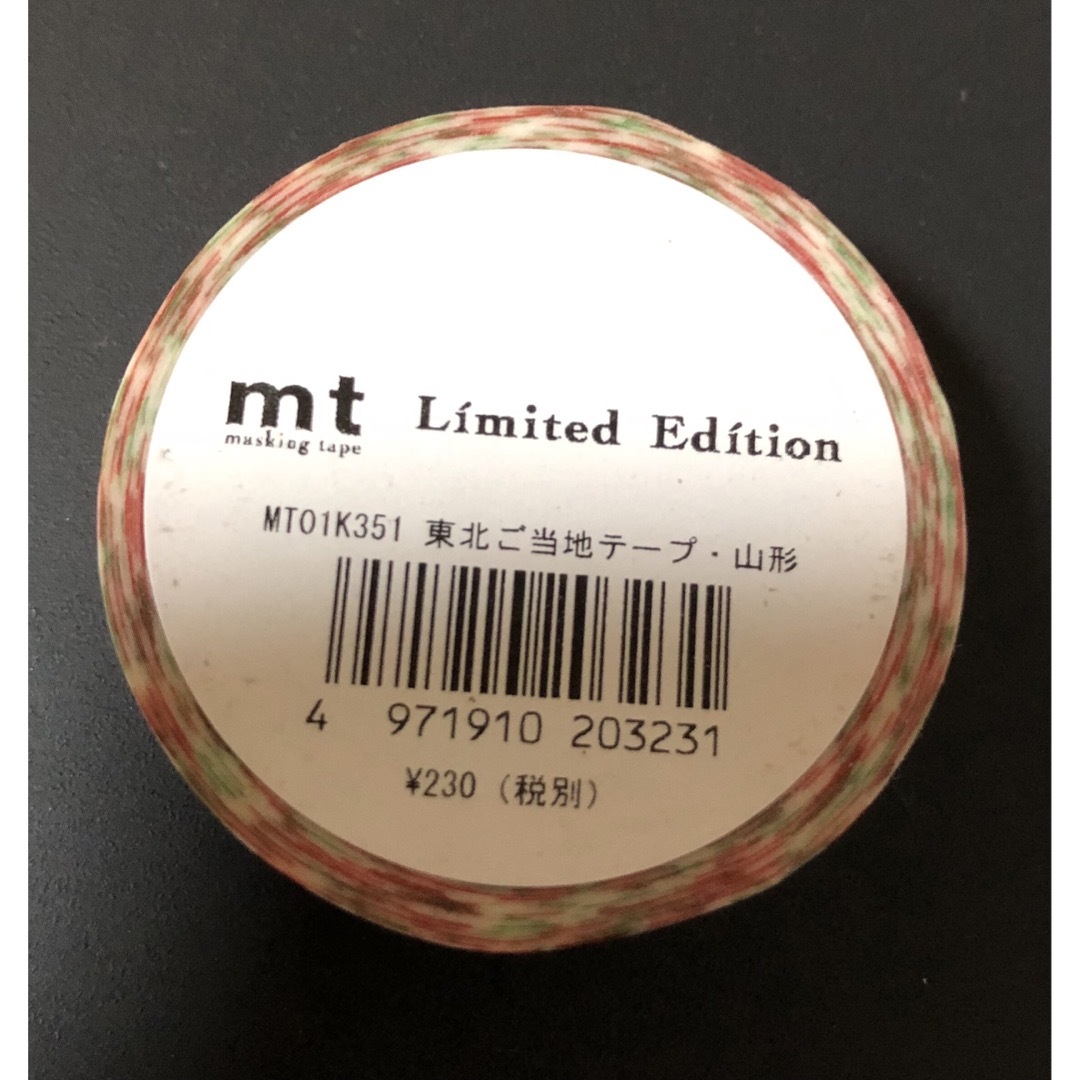 mt Límited Edítion
masking tape
MT01K351 東北ご当地テープ・山形
4 971910 203231
¥230 (税別)